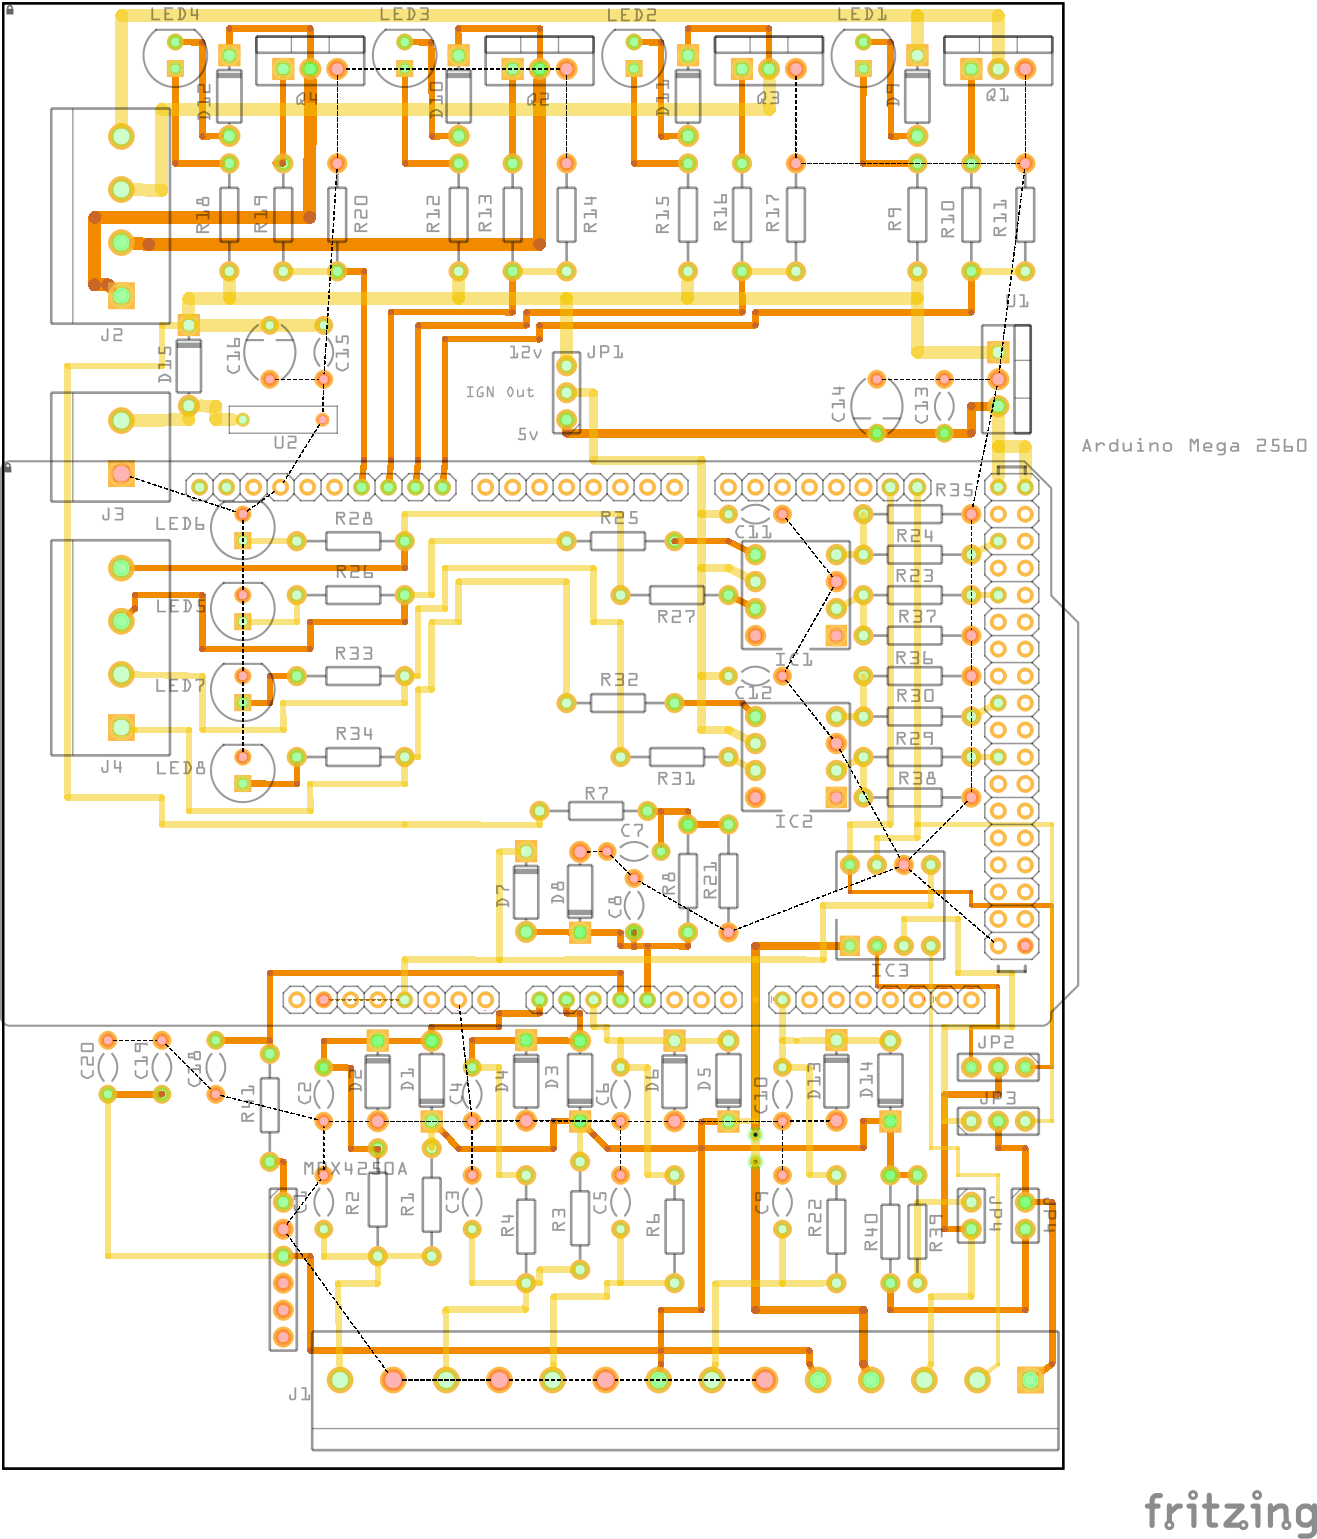 LED4 LED3 LED2 LED1
D12 Q4 D10 Q2 D11 Q3 D9 Q1
R18 R19 R20 R12 R13 R14 R15 R16 R17 R9 R10 R11
J2 U1
D15 C16 C15 12v JP1
IGN Out C14 C13
U2 5v
Arduino Mega 2560
J3 LED6 R28 R25 C11 R35
R24
R26 R23
LED5 R27 R37
IC1
R33 R32 R36
LED7 C12 R30
R34 R29
J4 LED8 R31 R38
R7 IC2
C7
D7 D8 C8 R8 R21
IC3
JP2
C20 C19 C18 R41 C2 D2 D1 C4 D4 D3 C6 D6 D5 C10 D13 D14
JP3
MPX4250A
C1 R2 R1 C3 R4 R3 C5 R6 C9 R22 R40 R39 JP4 JP4
J1
fritzing